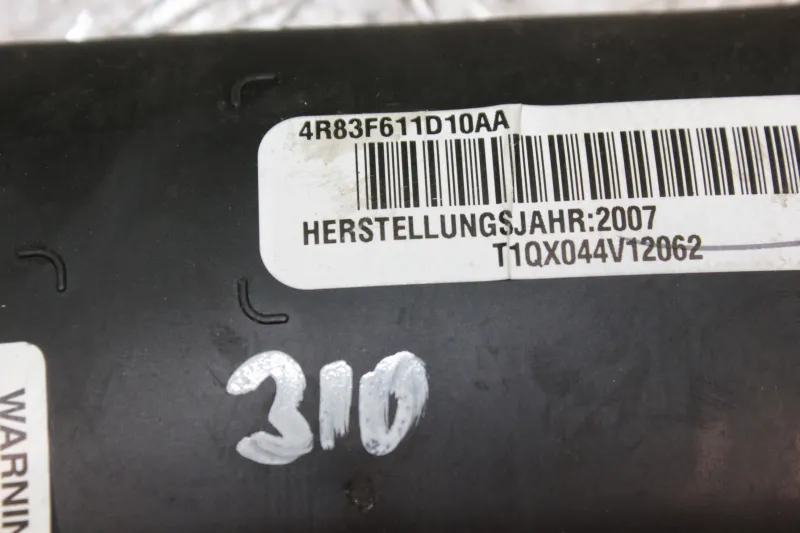 4R83F611D10AA
HERSTELLUNGSJAHR:2007
T1QX044V12062
310
WARNIN